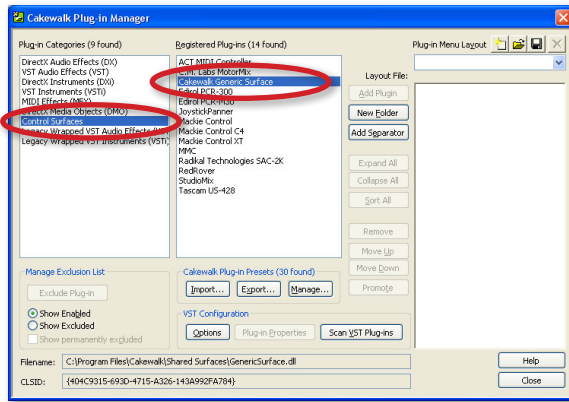 Cakewalk Plug-in Manager
Plug-in Categories (9 found)
DirectX Audio Effects (DX)
VST Audio Effects (VST)
DirectX Instruments (DXi)
VST Instruments (VSTi)
MIDI Effects (MFX)
DirectX Media Objects (DMO)
Control Surfaces
Legacy Wrapped VST Audio Effects (VST)
Legacy Wrapped VST Instruments (VSTi)
Registered Plug-ins (14 found)
ACT MIDI Controller
C.M. Labs MotorMix
Cakewalk Generic Surface
Edirol PCR-300
Edirol PCR-M30
JoystickPanner
Mackie Control
Mackie Control C4
Mackie Control XT
MMC
Radikal Technologies SAC-2K
RedRover
StudioMix
Tascam US-428
Plug-in Menu Layout
Layout File:
Add Plugin
New Folder
Add Separator
Expand All
Collapse All
Sort All
Remove
Move Up
Move Down
Promote
Manage Exclusion List
Exclude Plug-in
Show Enabled
Show Excluded
Show permanently excluded
Cakewalk Plug-in Presets (30 found)
Import...
Export...
Manage...
VST Configuration
Options
Plug-in Properties
Scan VST Plug-ins
Filename:
C:\Program Files\Cakewalk\Shared Surfaces\GenericSurface.dll
Help
CLSID:
{404C9315-693D-4715-A326-143A992FA784}
Close